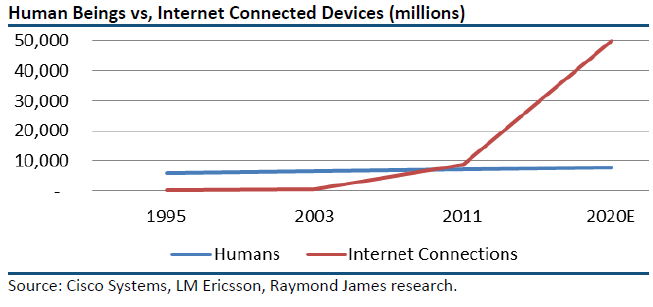 Human Beings vs, Internet Connected Devices (millions)
50,000
40,000
30,000
20,000
10,000
-
1995 2003 2011 2020E
Humans Internet Connections
Source: Cisco Systems, LM Ericsson, Raymond James research.